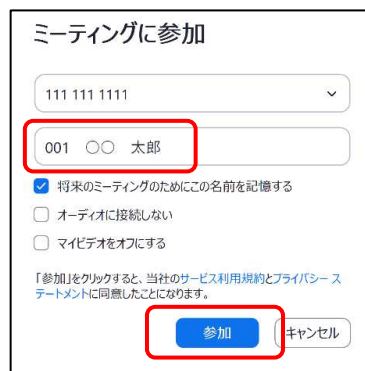 ミーティングに参加
111 111 1111
001 〇〇 太郎
将来のミーティングのためにこの名前を記憶する
オーディオに接続しない
マイビデオをオフにする
「参加」をクリックすると、当社のサービス利用規約とプライバシー ス
テートメントに同意したことになります。
参加 キャンセル